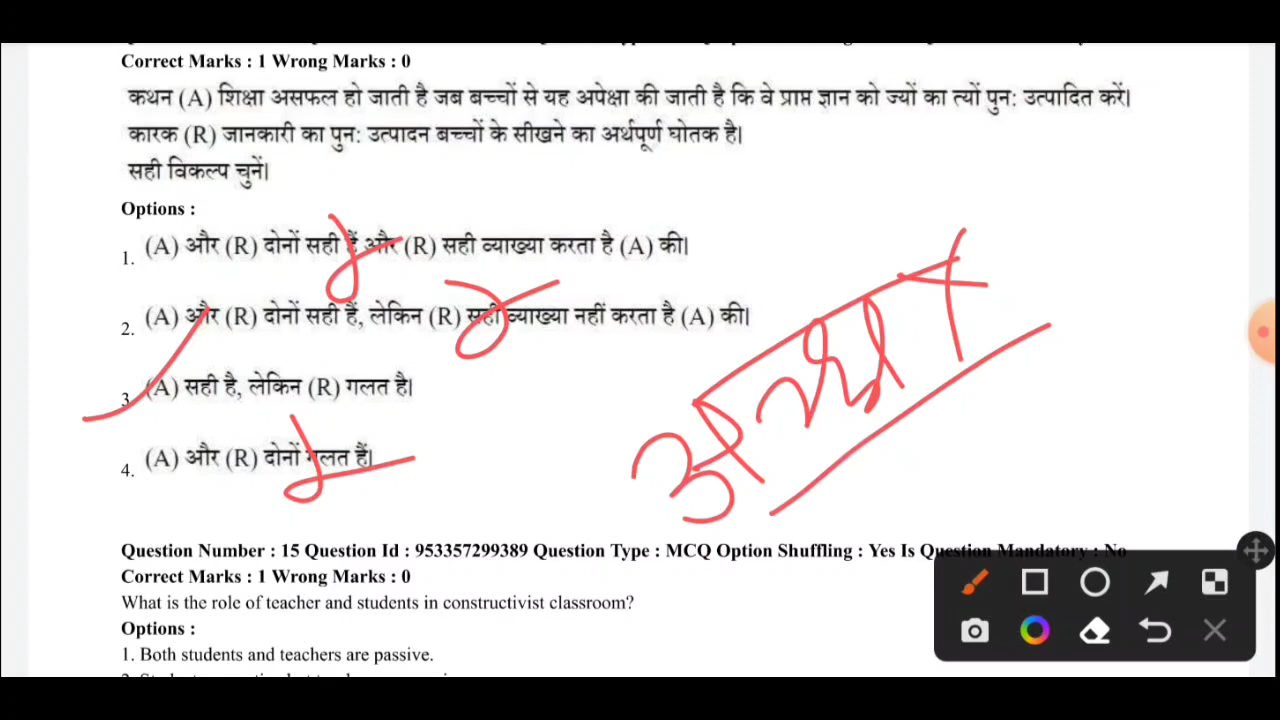 Correct Marks : 1 Wrong Marks : 0
कथन (A) शिक्षा असफल हो जाती है जब बच्चों से यह अपेक्षा की जाती है कि वे प्राप्त ज्ञान को ज्यों का त्यों पुन: उत्पादित करें।
कारक (R) जानकारी का पुन: उत्पादन बच्चों के सीखने का अर्थपूर्ण घोतक है।
सही विकल्प चुनें।
Options :
1. (A) और (R) दोनों सही हैं और (R) सही व्याख्या करता है (A) की।
2. (A) और (R) दोनों सही हैं, लेकिन (R) सही व्याख्या नहीं करता है (A) की।
3. (A) सही है, लेकिन (R) गलत है।
4. (A) और (R) दोनों गलत हैं।
Question Number : 15 Question Id : 953357299389 Question Type : MCQ Option Shuffling : Yes Is Question Mandatory : No
Correct Marks : 1 Wrong Marks : 0
What is the role of teacher and students in constructivist classroom?
Options :
1. Both students and teachers are passive.